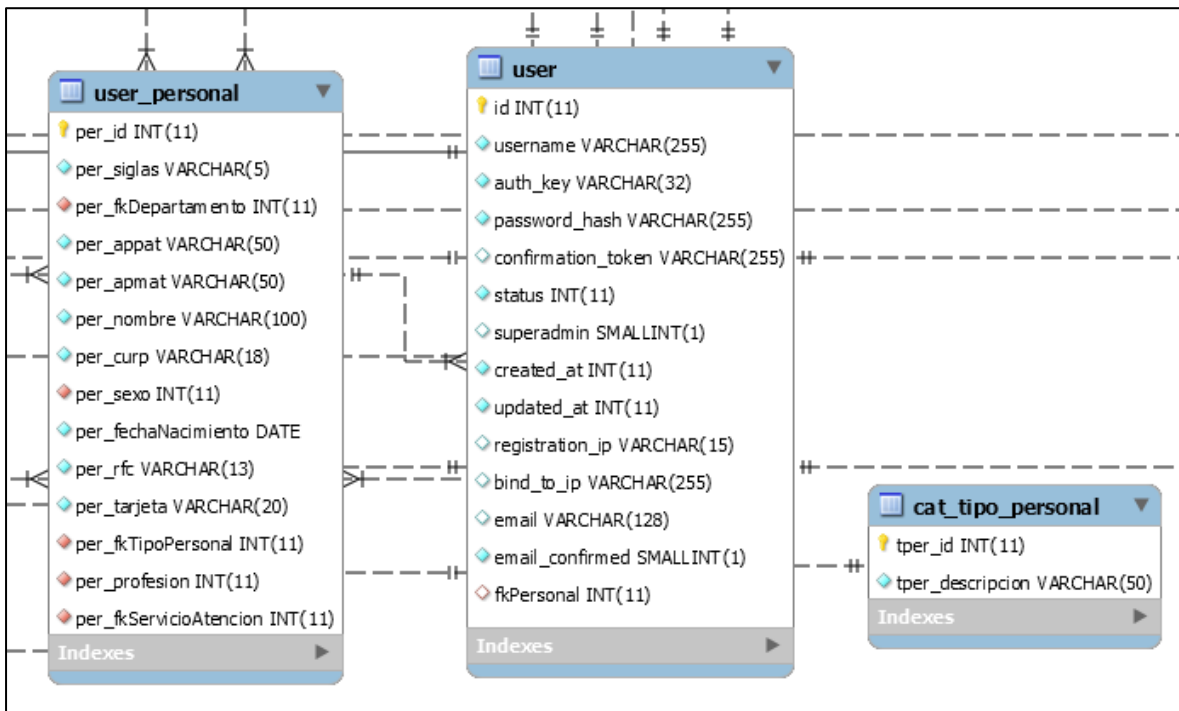 user_personal
per_id INT(11)
per_siglas VARCHAR(5)
per_fkDepartamento INT(11)
per_appat VARCHAR(50)
per_apmat VARCHAR(50)
per_nombre VARCHAR(100)
per_curp VARCHAR(18)
per_sexo INT(11)
per_fechaNacimiento DATE
per_rfc VARCHAR(13)
per_tarjeta VARCHAR(20)
per_fkTipoPersonal INT(11)
per_profesion INT(11)
per_fkServicioAtencion INT(11)
Indexes
user
id INT(11)
username VARCHAR(255)
auth_key VARCHAR(32)
password_hash VARCHAR(255)
confirmation_token VARCHAR(255)
status INT(11)
superadmin SMALLINT(1)
created_at INT(11)
updated_at INT(11)
registration_ip VARCHAR(15)
bind_to_ip VARCHAR(255)
email VARCHAR(128)
email_confirmed SMALLINT(1)
fkPersonal INT(11)
Indexes
cat_tipo_personal
tper_id INT(11)
tper_descripcion VARCHAR(50)
Indexes